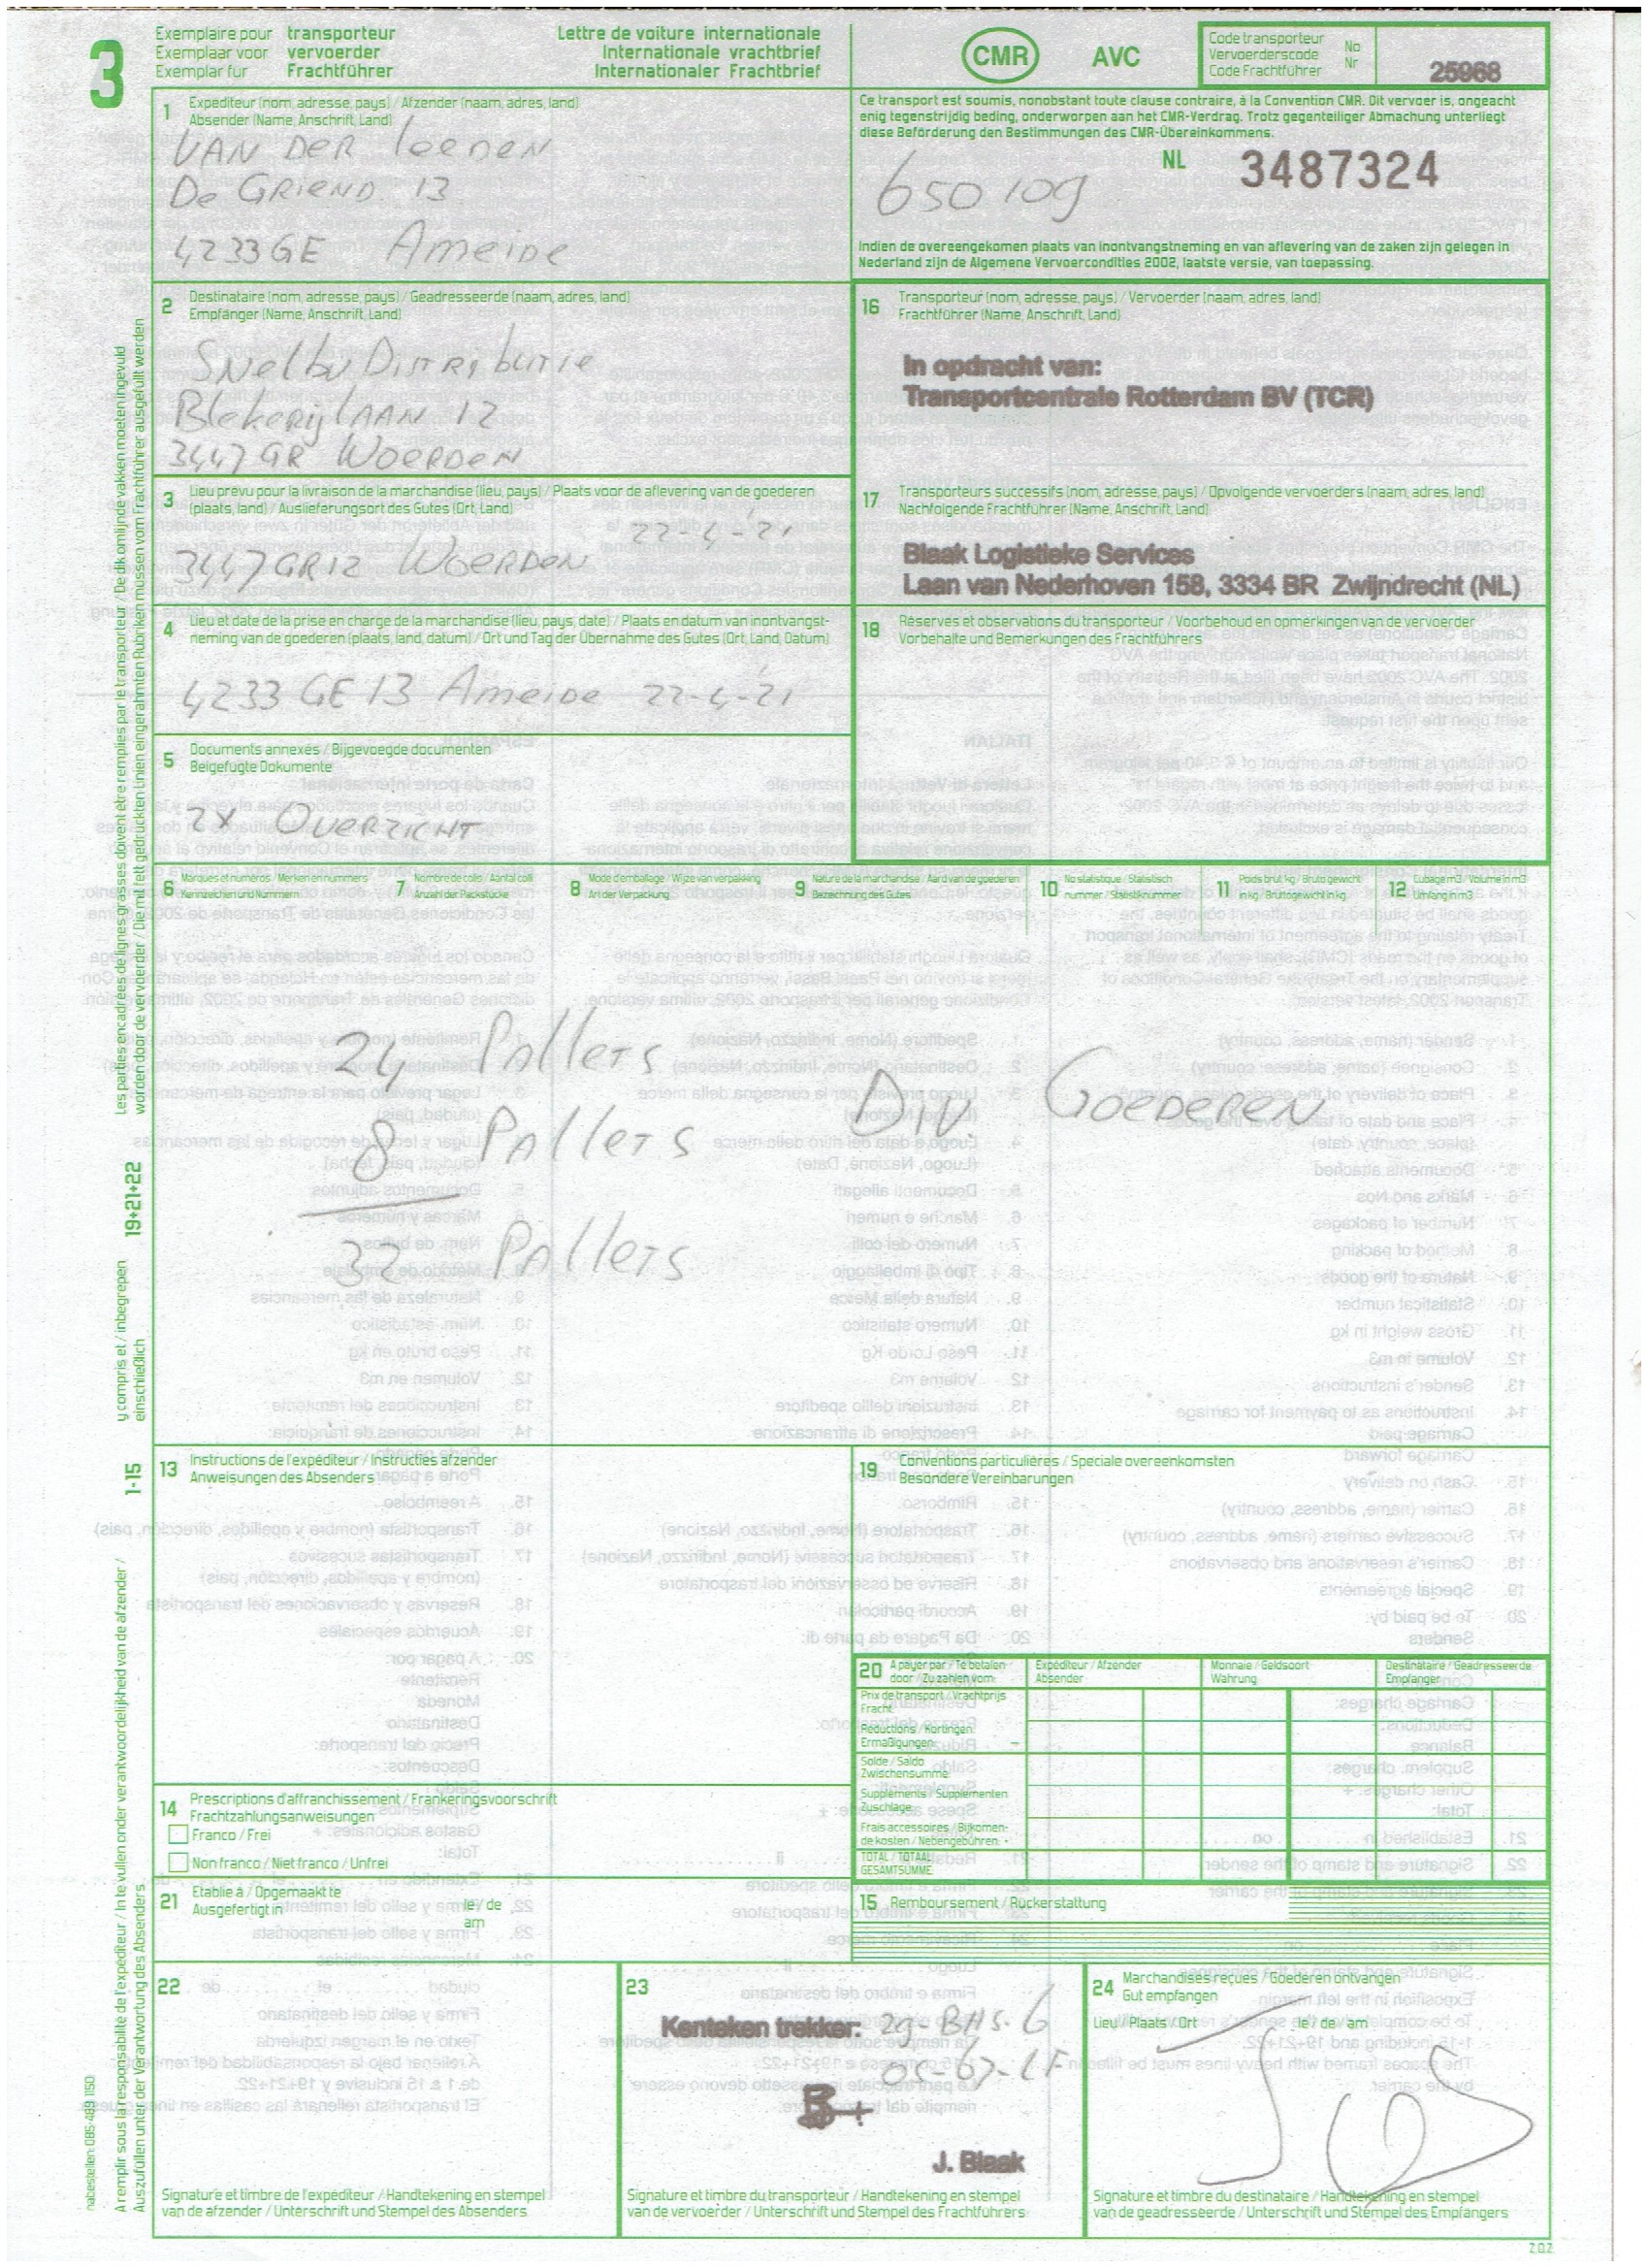 3
Exemplaire pour transporteur
Exemplaar voor vervoerder
Exemplar für Frachtführer
Lettre de voiture internationale
Internationale vrachtbrief
Internationaler Frachtbrief
CMR
AVC
Code transporteur
Vervoerderscode
Code Frachtführer
No
Nr
25968
1 Expéditeur (nom, adresse, pays) / Afzender (naam, adres, land)
Absender (Name, Anschrift, Land)
VAN DER leeDEN
De GRIEND 13
4233GE Ameide
Ce transport est soumis, nonobstant toute clause contraire, à la Convention CMR. Dit vervoer is, ongeacht
enig tegenstrijdig beding, onderworpen aan het CMR-Verdrag. Trotz gegenteiliger Abmachung unterliegt
diese Beförderung den Bestimmungen des CMR-Übereinkommens.
NL 3487324
650109
Indien de overeengekomen plaats van inontvangstneming en van aflevering van de zaken zijn gelegen in
Nederland zijn de Algemene Vervoercondities 2002, laatste versie, van toepassing.
2 Destinataire (nom, adresse, pays) / Geadresseerde (naam, adres, land)
Empfänger (Name, Anschrift, Land)
Distributie
BlekerijLAAN 12
3447GR WOERDEN
16 Transporteur (nom, adresse, pays) / Vervoerder (naam, adres, land)
Frachtführer (Name, Anschrift, Land)
In opdracht van:
Transportcentrale Rotterdam BV (TCR)
3 Lieu prévu pour la livraison de la marchandise (lieu, pays) / Plaats voor de aflevering van de goederen
(plaats, land) / Auslieferungsort des Gutes (Ort, Land)
22-4-'21
3447GR12 WOERDEN
17 Transporteurs successifs (nom, adresse, pays) / Opvolgende vervoerders (naam, adres, land)
Nachfolgende Frachtführer (Name, Anschrift, Land)
Blaak Logistieke Services
Laan van Nederhoven 158, 3334 BR Zwijndrecht (NL)
4 Lieu et date de la prise en charge de la marchandise (lieu, pays, date) / Plaats en datum van inontvangst-
neming van de goederen (plaats, land, datum) / Ort und Tag der Übernahme des Gutes (Ort, Land, Datum)
4233 GE 13 Ameide 22-4-'21
18 Réserves et observations du transporteur / Voorbehoud en opmerkingen van de vervoerder
Vorbehalte und Bemerkungen des Frachtführers
5 Documents annexés / Bijgevoegde documenten
Beigefügte Dokumente
2X OVERZICHT
6 Marques et numéros / Merken en nummers
Kennzeichen und Nummern
7 Nombre de colis / Aantal colli
Anzahl der Packstücke
8 Mode d'emballage / Wijze van verpakking
Art der Verpackung
9 Nature de la marchandise / Aard van de goederen
Bezeichnung des Gutes
10 No statistique / Statistisch
nummer / Statistiknummer
11 Poids brut kg / Bruto gewicht
in kg / Bruttogewicht in kg
12 Cubage m3 / Volume in m3
Umfang in m3
24 Pallets
8 Pallets
DIV GOEDEREN
32 Pallets
13 Instructions de l'expéditeur / Instructies afzender
Anweisungen des Absenders
19 Conventions particulières / Speciale overeenkomsten
Besondere Vereinbarungen
20 A payer par / Te betalen
door / Zu zahlen vom:
Expéditeur / Afzender
Absender
Monnaie / Geldsoort
Währung
Destinataire / Geadresseerde
Empfänger
Prix de transport / Vrachtprijs
Fracht:
Réductions / Kortingen:
Ermäßigungen: -
Solde / Saldo
Zwischensumme:
Suppléments / Supplementen
Zuschläge:
Frais accessoires / Bijkomen-
de kosten / Nebengebühren: +
TOTAL / TOTAAL
GESAMTSUMME:
14 Prescriptions d'affranchissement / Frankeringsvoorschrift
Frachtzahlungsanweisungen
Franco / Frei
Non franco / Niet franco / Unfrei
21 Etablie à / Opgemaakt te
Ausgefertigt in
le / de
am
15 Remboursement / Rückerstattung
22
Signature et timbre de l'expéditeur / Handtekening en stempel
van de afzender / Unterschrift und Stempel des Absenders
23
Kenteken trekker: 29-BHS-6
05-67-LF
J. Blaak
Signature et timbre du transporteur / Handtekening en stempel
van de vervoerder / Unterschrift und Stempel des Frachtführers
24 Marchandises reçues / Goederen ontvangen
Gut empfangen
Lieu / Plaats / Ort
le / de am
Signature et timbre du destinataire / Handtekening en stempel
van de geadresseerde / Unterschrift und Stempel des Empfängers
202
Les parties encadrées de lignes grasses doivent être remplies par le transporteur. De dik omlijnde vakken moeten ingevuld
worden door de vervoerder / Die mit fett gedruckten Linien eingerahmten Rubriken müssen vom Frachtführer ausgefüllt werden
19+21+22
y compris et / inbegrepen
einschließlich
1-15
A remplir sous la responsabilité de l'expéditeur / In te vullen onder verantwoordelijkheid van de afzender /
Auszufüllen unter der Verantwortung des Absenders
nabestellen: 085 489 1150